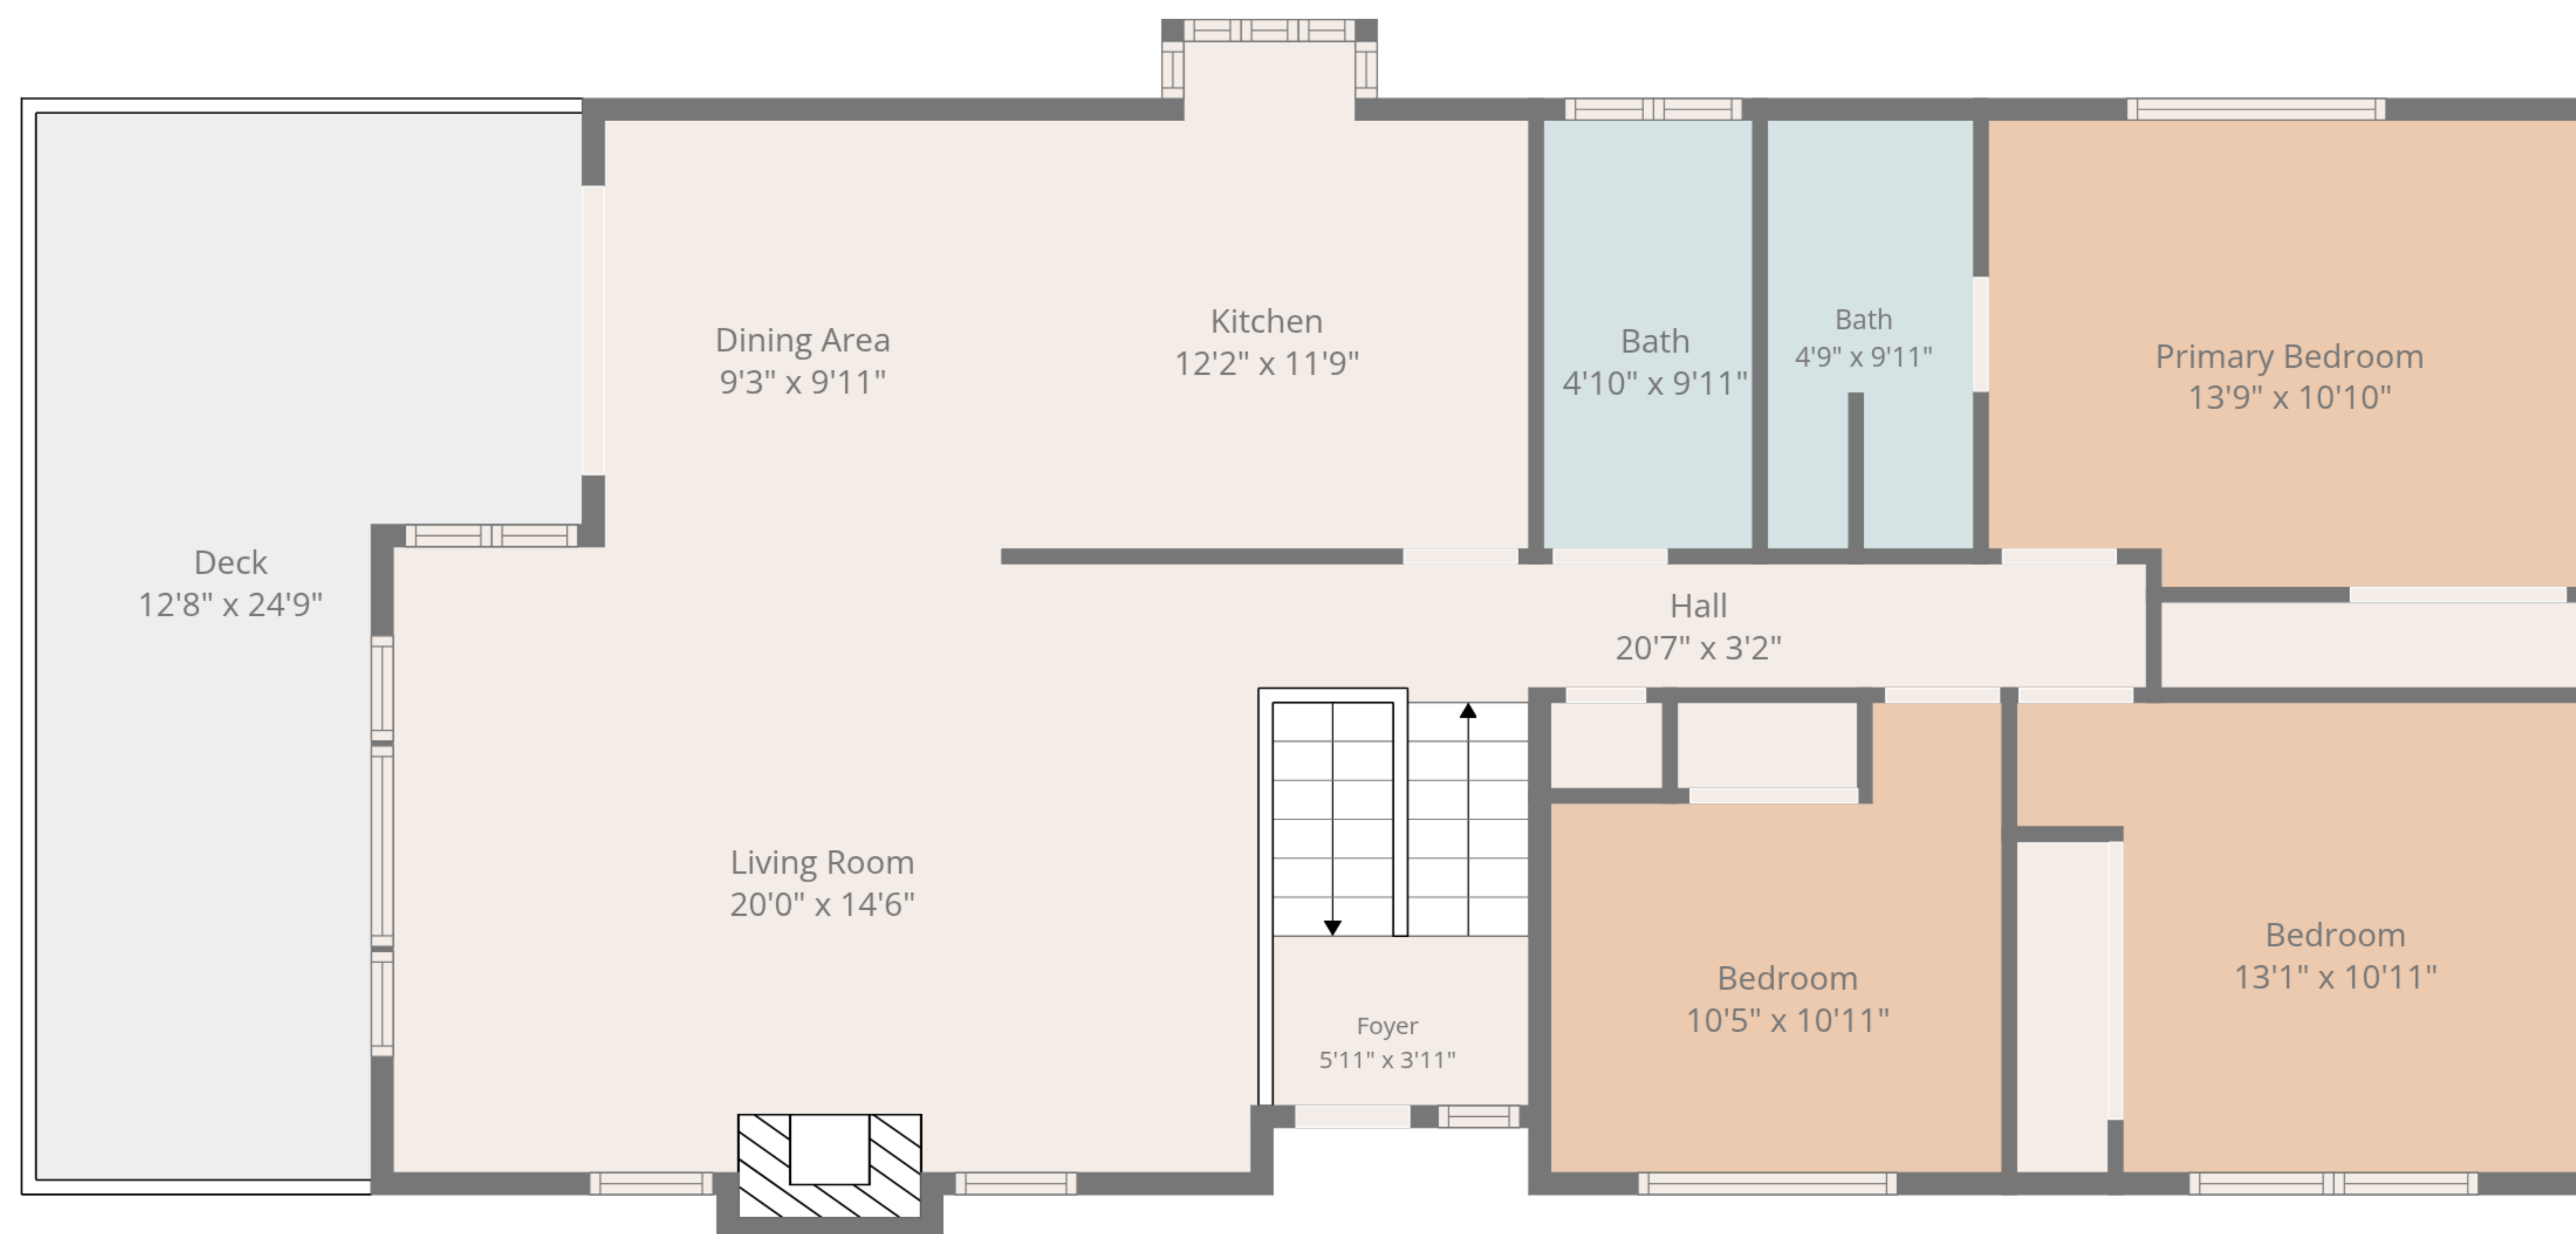 Dining Area
9'3" x 9'11"
Kitchen
12'2" x 11'9"
Bath
4'10" x 9'11"
Bath
4'9" x 9'11"
Primary Bedroom
13'9" x 10'10"
Deck
12'8" x 24'9"
Hall
20'7" x 3'2"
Living Room
20'0" x 14'6"
Foyer
5'11" x 3'11"
Bedroom
10'5" x 10'11"
Bedroom
13'1" x 10'11"